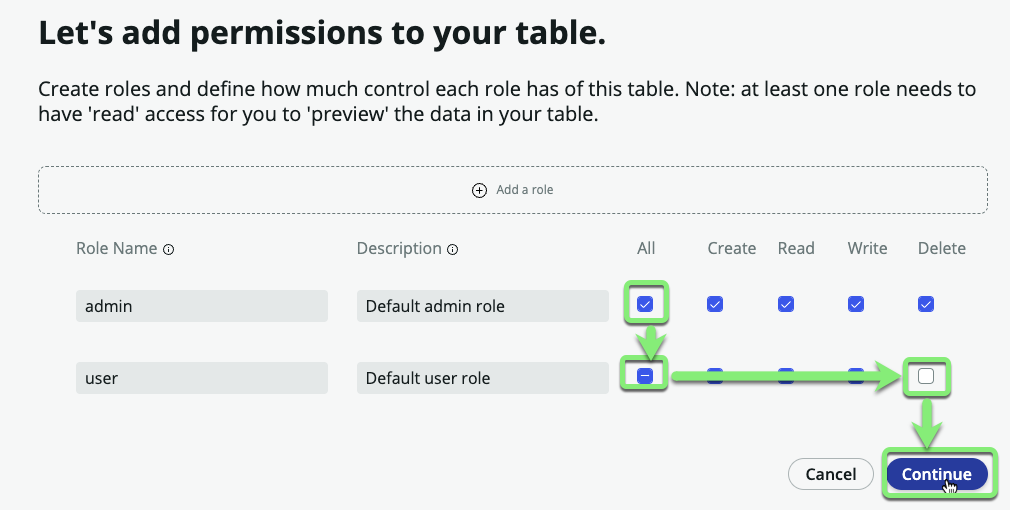 Let's add permissions to your table.
Create roles and define how much control each role has of this table. Note: at least one role needs to
have 'read' access for you to 'preview' the data in your table.
Add a role
Role Name Description All Create Read Write Delete
admin Default admin role
user Default user role
Cancel Continue